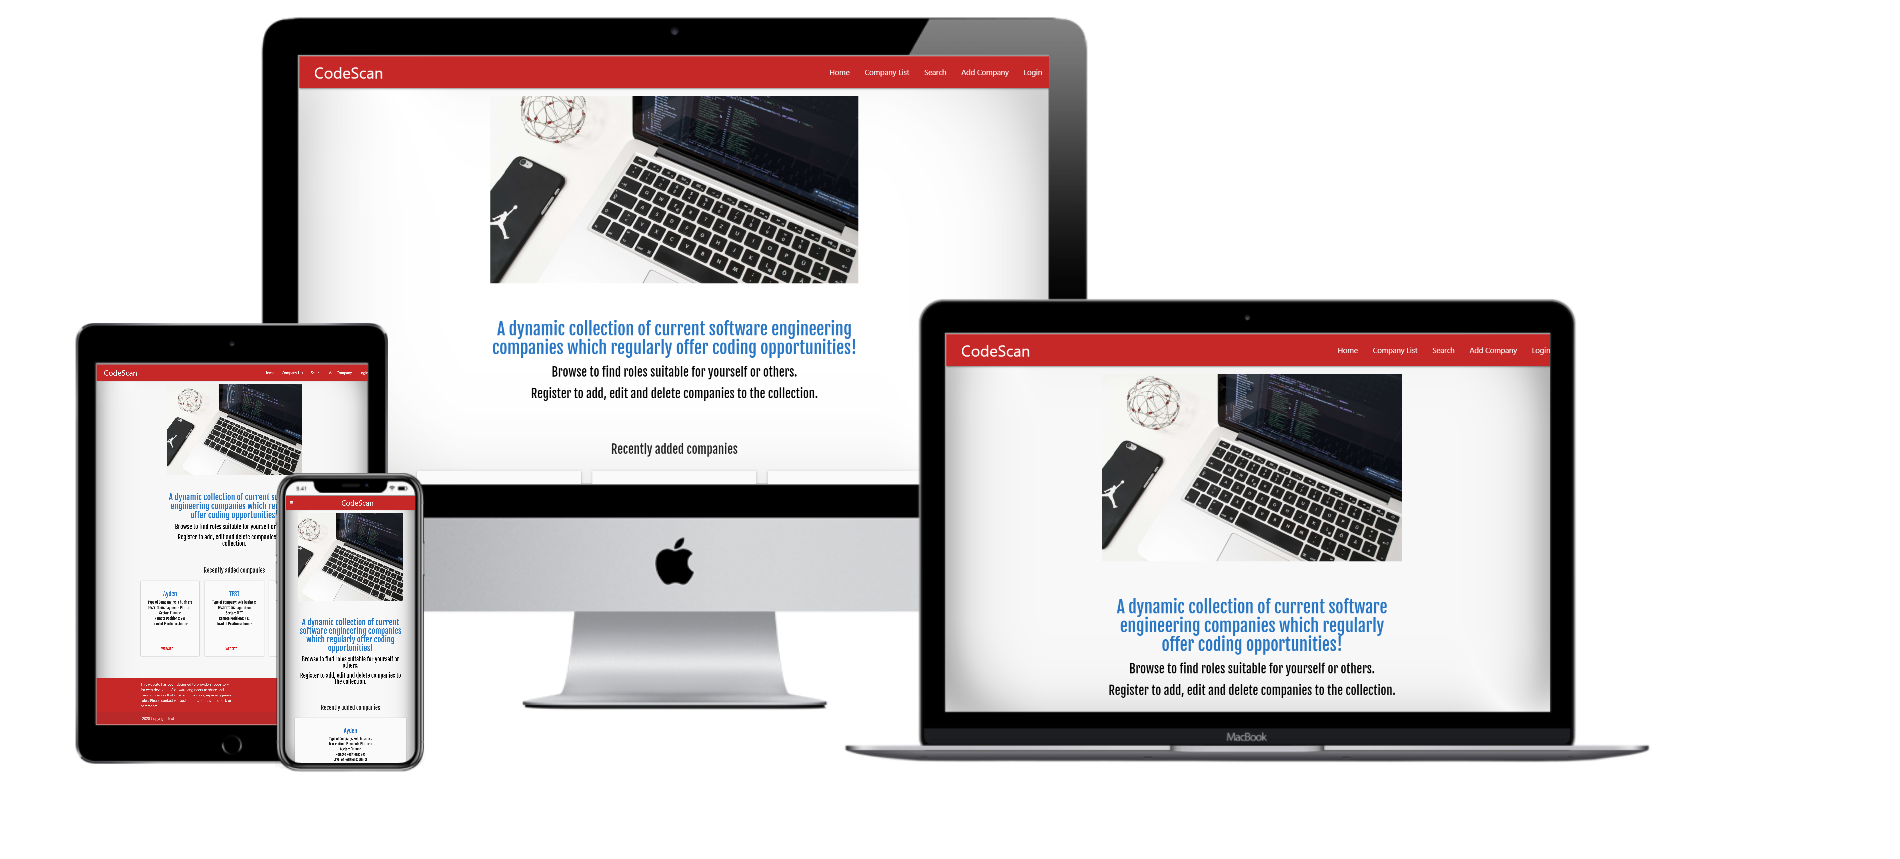 CodeScan
Home Company List Search Add Company Login
A dynamic collection of current software engineering
companies which regularly offer coding opportunities!
Browse to find roles suitable for yourself or others.
Register to add, edit and delete companies to the collection.
Recently added companies
CodeScan
Home Company List Search Add Company Login
A dynamic collection of current software
engineering companies which regularly
offer coding opportunities!
Browse to find roles suitable for yourself or others.
Register to add, edit and delete companies to the collection.
MacBook
CodeScan
Company Login
A dynamic collection of current
engineering companies which
offer coding opportunities!
Browse to find roles suitable for yourself or
Register to add, edit and delete companies
collection.
Recently added companies
Ayden
TEST
9:41
CodeScan
A dynamic collection of current
software engineering companies
which regularly offer coding
opportunities!
Browse to find roles suitable for yourself or
others.
Register to add, edit and delete companies to
the collection.
Recently added companies
Ayden